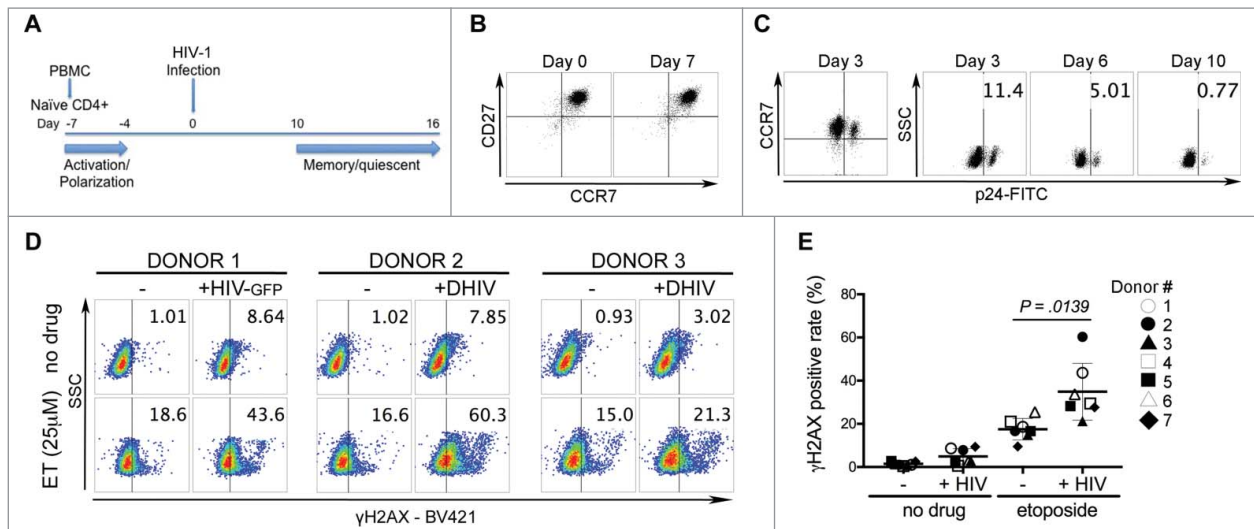 A
HIV-1
Infection
PBMC
Naïve CD4+
Day -7 -4 0 10 16
Activation/
Polarization
Memory/quiescent
B
Day 0 Day 7
CD27
CCR7
C
Day 3 Day 3 Day 6 Day 10
CCR7
SSC
11.4 5.01 0.77
p24-FITC
D
DONOR 1 DONOR 2 DONOR 3
- +HIV-GFP - +DHIV - +DHIV
no drug
1.01 8.64 1.02 7.85 0.93 3.02
SSC
ET (25μM)
18.6 43.6 16.6 60.3 15.0 21.3
γH2AX - BV421
E
Donor #
P = .0139
1
2
3
4
5
6
7
γH2AX positive rate (%)
80
60
40
20
0
- + HIV - + HIV
no drug etoposide